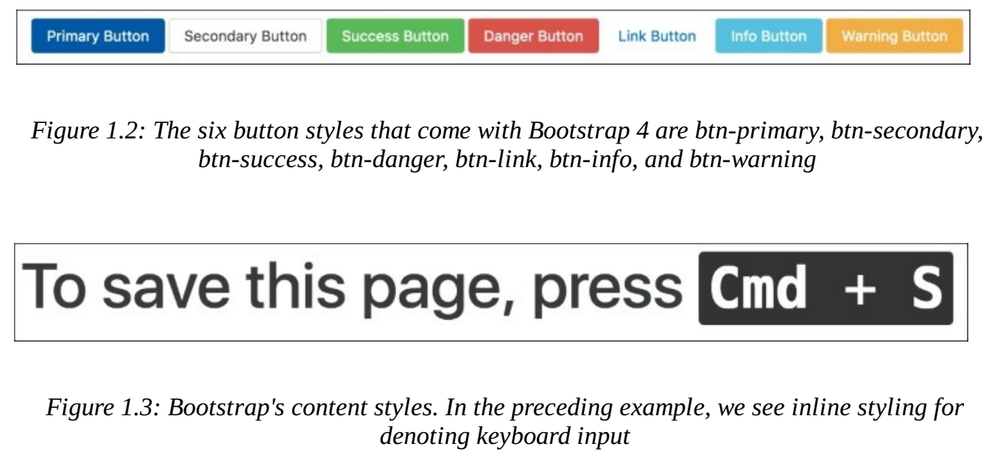 Primary Button Secondary Button Success Button Danger Button Link Button Info Button Warning Button
Figure 1.2: The six button styles that come with Bootstrap 4 are btn-primary, btn-secondary,
btn-success, btn-danger, btn-link, btn-info, and btn-warning
To save this page, press Cmd + S
Figure 1.3: Bootstrap's content styles. In the preceding example, we see inline styling for
denoting keyboard input